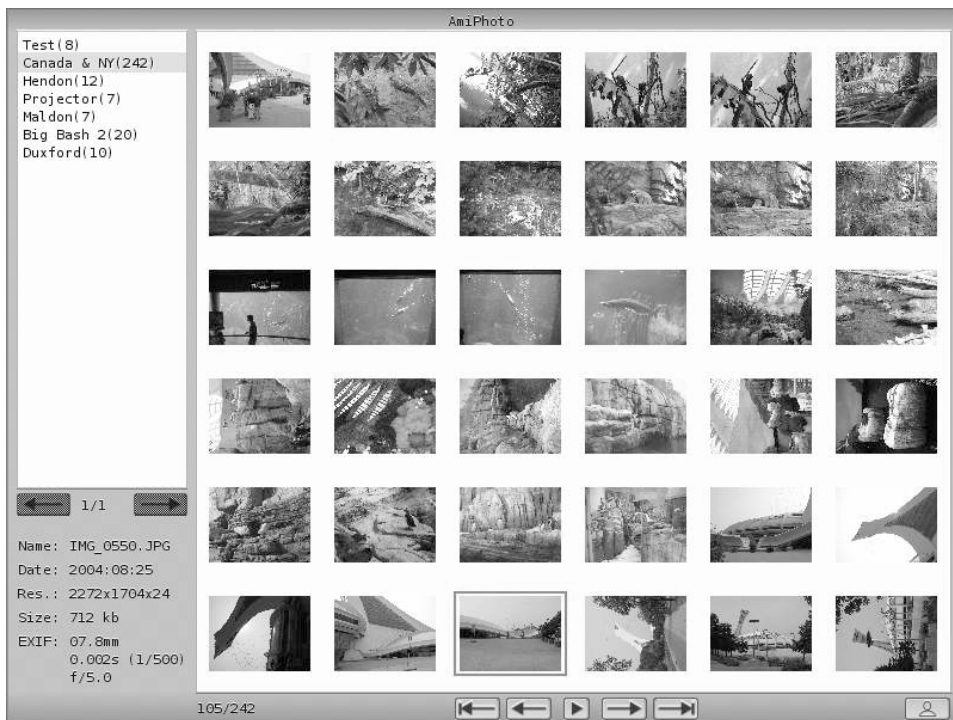 AmiPhoto
Test(8)
Canada & NY(242)
Hendon(12)
Projector(7)
Maldon(7)
Big Bash 2(20)
Duxford(10)
1/1
Name: IMG_0550.JPG
Date: 2004:08:25
Res.: 2272x1704x24
Size: 712 kb
EXIF: 07.8mm
0.002s (1/500)
f/5.0
105/242